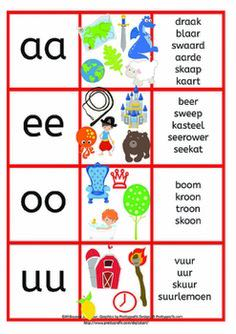 aa
draak
blaar
swaard
aarde
skaap
kaart
ee
beer
sweep
kasteel
seerower
seekat
oo
boom
kroon
troon
skoon
uu
vuur
uur
skuur
suurlemoen